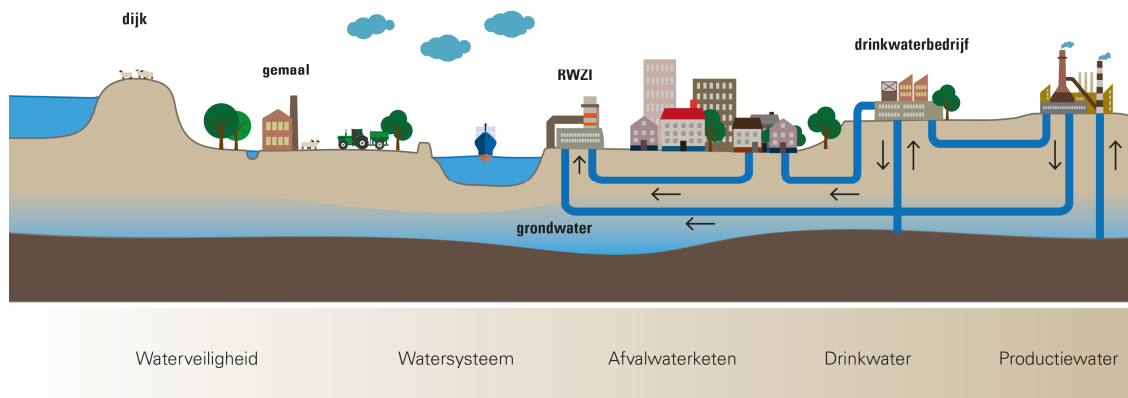 dijk
gemaal
RWZI
drinkwaterbedrijf
grondwater
Waterveiligheid
Watersysteem
Afvalwaterketen
Drinkwater
Productiewater